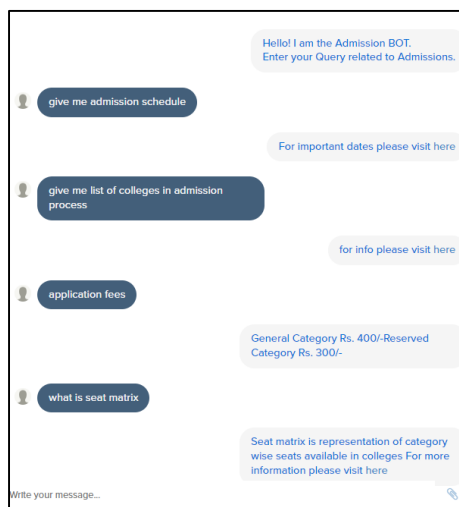 Hello! I am the Admission BOT.
Enter your Query related to Admissions.
give me admission schedule
For important dates please visit here
give me list of colleges in admission
process
for info please visit here
application fees
General Category Rs. 400/-Reserved
Category Rs. 300/-
what is seat matrix
Seat matrix is representation of category
wise seats available in colleges For more
information please visit here
Write your message...